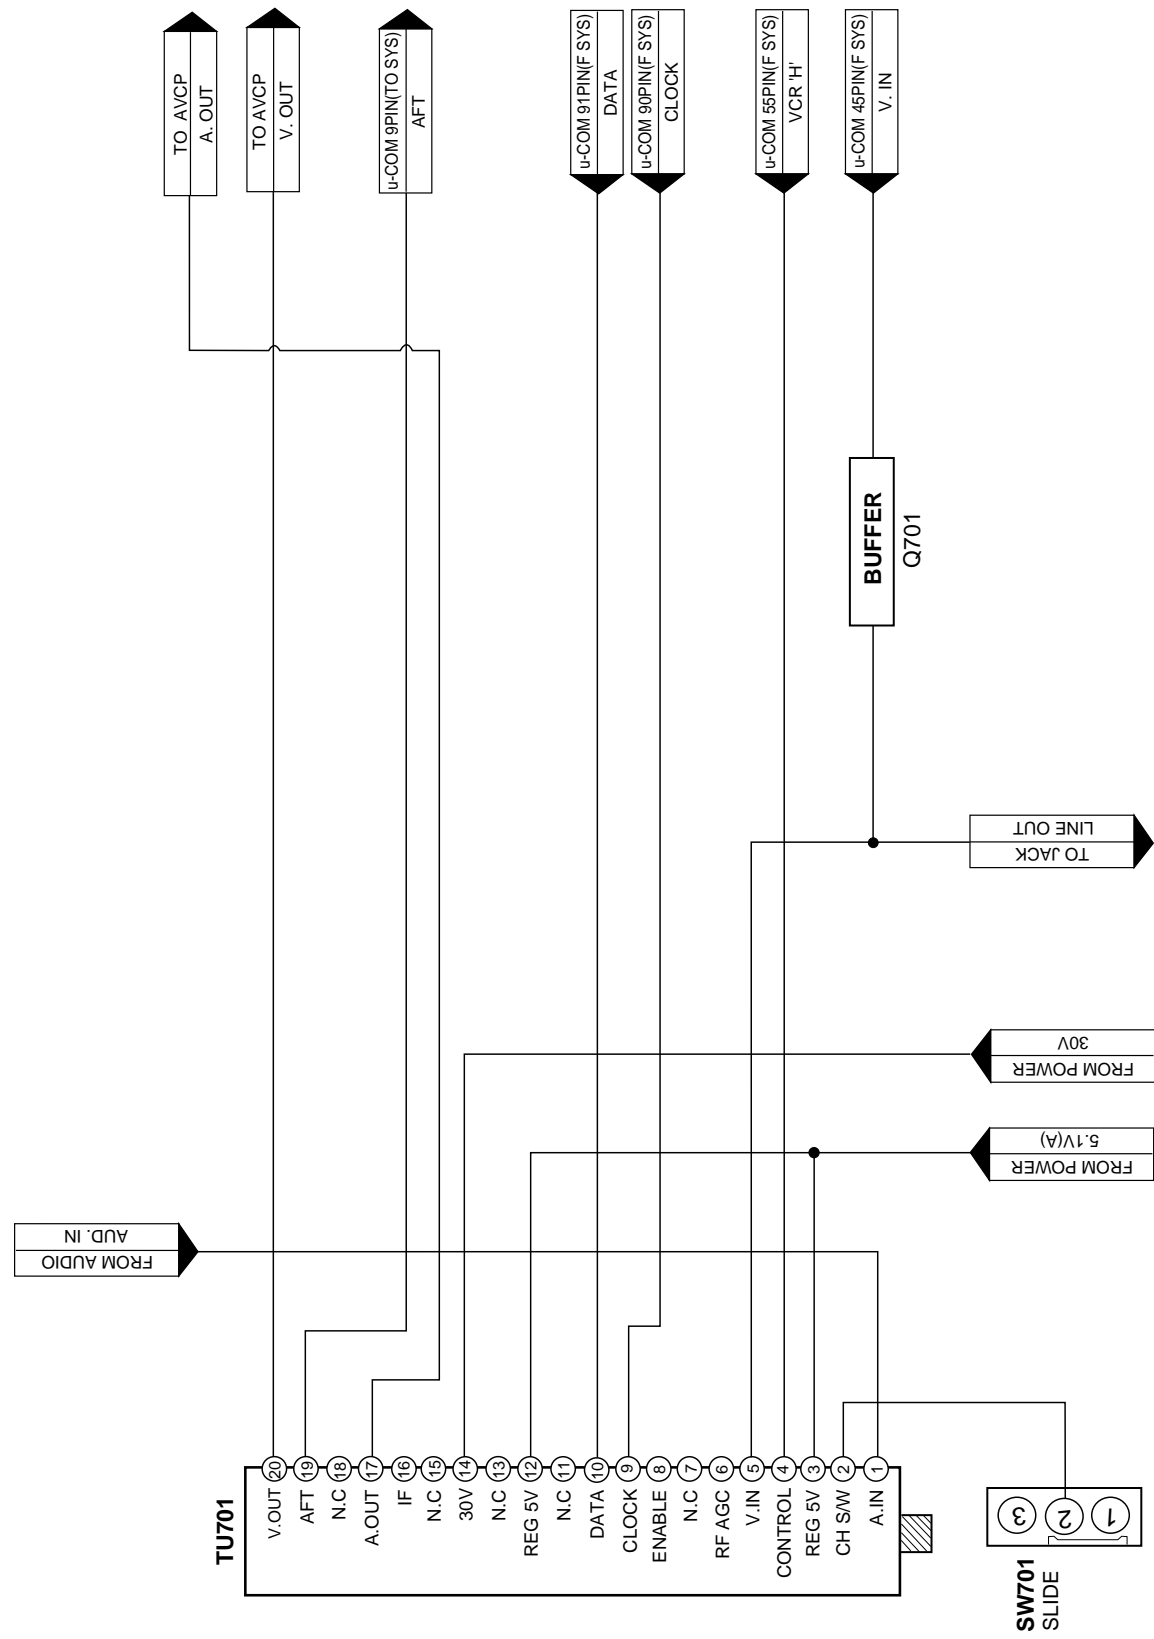 TO AVCP
A. OUT
TO AVCP
V. OUT
u-COM 9PIN(TO SYS)
AFT
u-COM 91PIN(F SYS)
DATA
u-COM 90PIN(F SYS)
CLOCK
u-COM 55PIN(F SYS)
VCR 'H'
u-COM 45PIN(F SYS)
V. IN
BUFFER
Q701
LINE OUT
TO JACK
30V
FROM POWER
5.1V(A)
FROM POWER
AUD. IN
FROM AUDIO
TU701
V.OUT 20
AFT 19
N.C 18
A.OUT 17
IF 16
N.C 15
30V 14
N.C 13
REG 5V 12
N.C 11
DATA 10
CLOCK 9
ENABLE 8
N.C 7
RF AGC 6
V.IN 5
CONTROL 4
REG 5V 3
CH S/W 2
A.IN 1
3
2
1
SW701
SLIDE